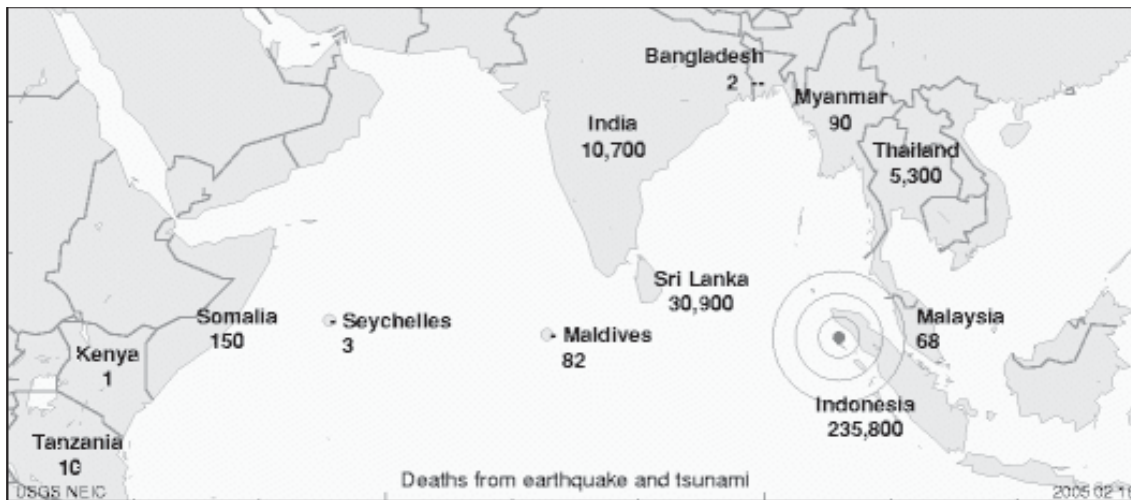 Bangladesh
2
Myanmar
90
India
10,700
Thailand
5,300
Sri Lanka
30,900
Somalia
150
Seychelles
3
Maldives
82
Malaysia
68
Kenya
1
Indonesia
235,800
Tanzania
10
Deaths from earthquake and tsunami
USGS NEIC